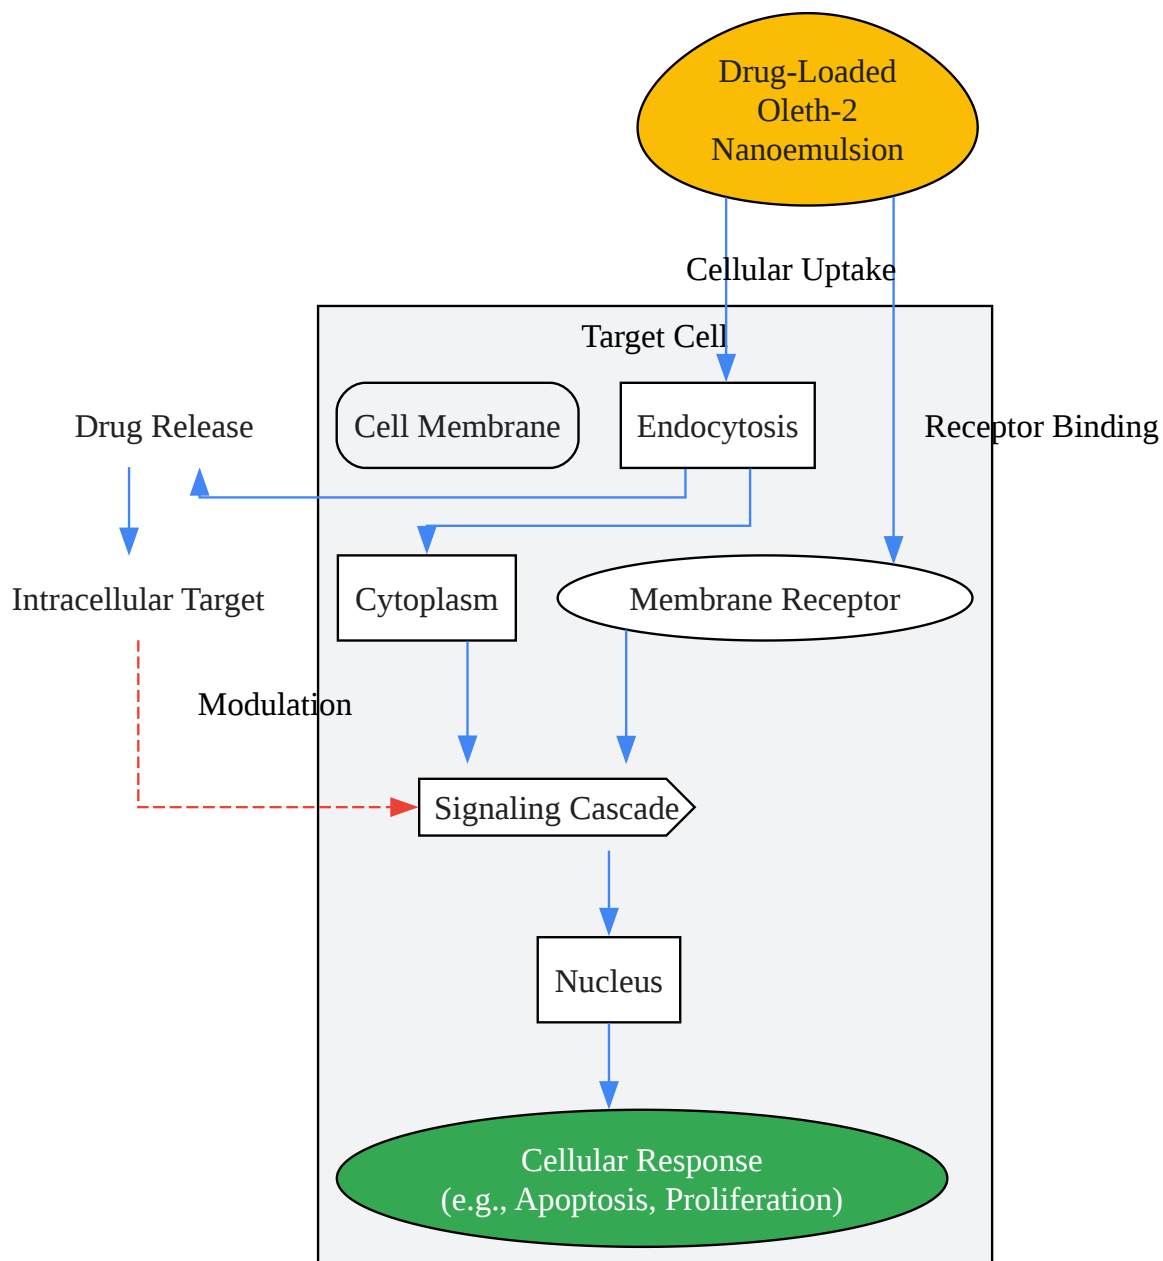 Drug-Loaded
Oleth-2
Nanoemulsion
Cellular Uptake
Target Cell
Drug Release
Cell Membrane
Endocytosis
Receptor Binding
Intracellular Target
Cytoplasm
Membrane Receptor
Modulation
Signaling Cascade
Nucleus
Cellular Response
(e.g., Apoptosis, Proliferation)